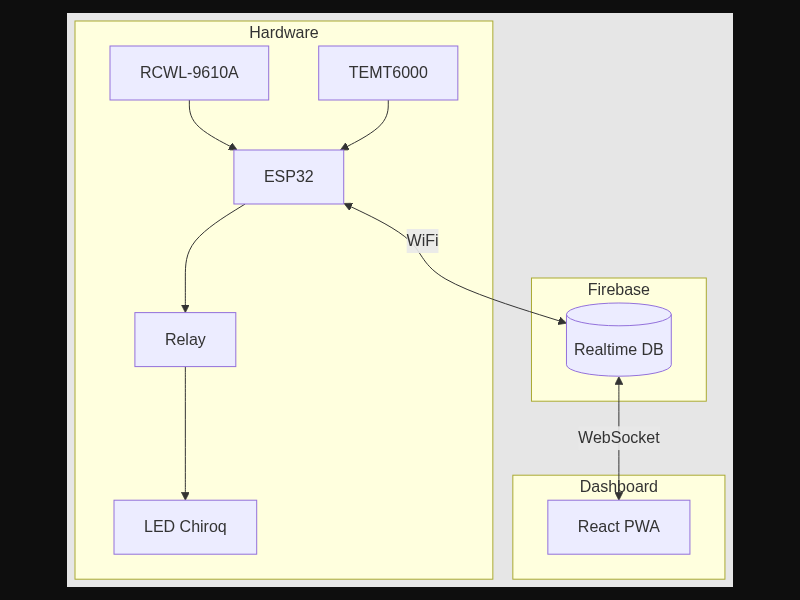 Hardware
RCWL-9610A
TEMT6000
ESP32
WiFi
Firebase
Realtime DB
Relay
WebSocket
Dashboard
LED Chiroq
React PWA